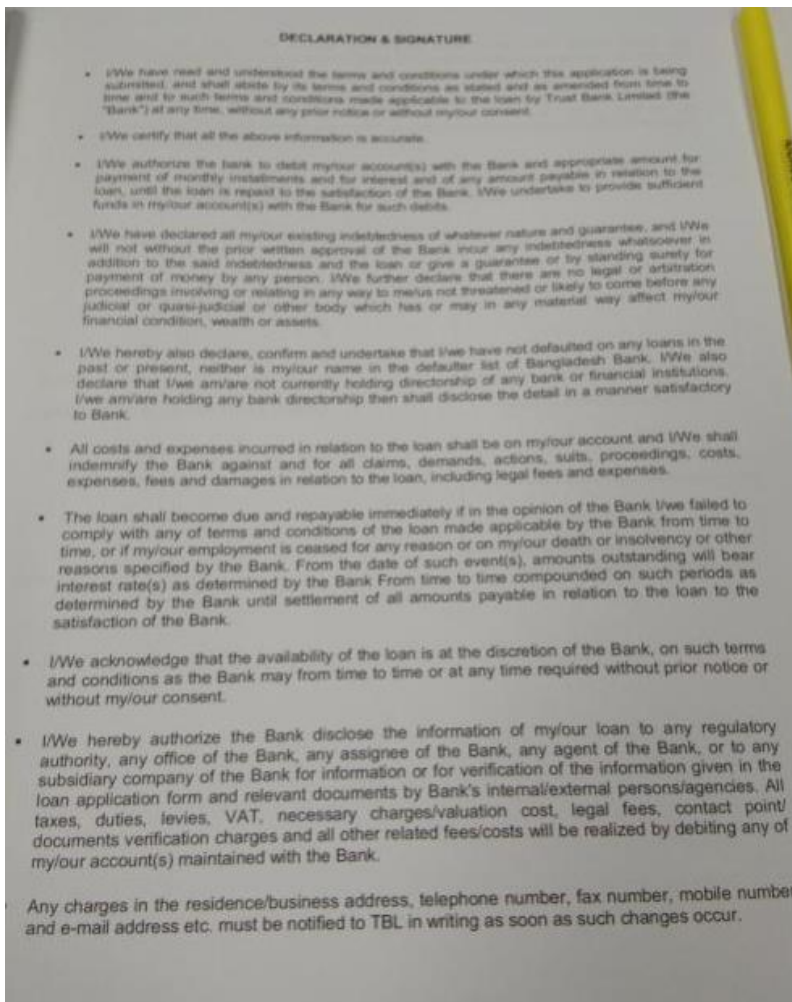 DECLARATION & SIGNATURE
• I/We have read and understood the terms and conditions under which this application is being
submitted, and shall abide by its terms and conditions as stated and as amended from time to
time and to such terms and conditions made applicable to the loan by Trust Bank Limited (the
"Bank") at any time, without any prior notice or without my/our consent.
• I/We certify that all the above information is accurate.
• I/We authorize the bank to debit my/our account(s) with the Bank and appropriate amount for
payment of monthly installments and for interest and of any amount payable in relation to the
loan, until the loan is repaid to the satisfaction of the Bank. I/We undertake to provide sufficient
funds in my/our account(s) with the Bank for such debits.
• I/We have declared all my/our existing indebtedness of whatever nature and guarantee, and I/We
will not without the prior written approval of the Bank incur any indebtedness whatsoever in
addition to the said indebtedness and the loan or give a guarantee or by standing surety for
payment of money by any person. I/We further declare that there are no legal or arbitration
proceedings involving or relating in any way to me/us not threatened or likely to come before any
judicial or quasi-judicial or other body which has or may in any material way affect my/our
financial condition, wealth or assets.
• I/We hereby also declare, confirm and undertake that I/we have not defaulted on any loans in the
past or present, neither is my/our name in the defaulter list of Bangladesh Bank. I/We also
declare that I/we am/are not currently holding directorship of any bank or financial institutions.
I/we am/are holding any bank directorship then shall disclose the detail in a manner satisfactory
to Bank.
• All costs and expenses incurred in relation to the loan shall be on my/our account and I/We shall
indemnify the Bank against and for all claims, demands, actions, suits, proceedings, costs,
expenses, fees and damages in relation to the loan, including legal fees and expenses.
• The loan shall become due and repayable immediately if in the opinion of the Bank I/we failed to
comply with any of terms and conditions of the loan made applicable by the Bank from time to
time, or if my/our employment is ceased for any reason or on my/our death or insolvency or other
reasons specified by the Bank. From the date of such event(s), amounts outstanding will bear
interest rate(s) as determined by the Bank From time to time compounded on such periods as
determined by the Bank until settlement of all amounts payable in relation to the loan to the
satisfaction of the Bank.
• I/We acknowledge that the availability of the loan is at the discretion of the Bank, on such terms
and conditions as the Bank may from time to time or at any time required without prior notice or
without my/our consent.
• I/We hereby authorize the Bank disclose the information of my/our loan to any regulatory
authority, any office of the Bank, any assignee of the Bank, any agent of the Bank, or to any
subsidiary company of the Bank for information or for verification of the information given in the
loan application form and relevant documents by Bank's internal/external persons/agencies. All
taxes, duties, levies, VAT, necessary charges/valuation cost, legal fees, contact point/
documents verification charges and all other related fees/costs will be realized by debiting any of
my/our account(s) maintained with the Bank.
Any charges in the residence/business address, telephone number, fax number, mobile number
and e-mail address etc. must be notified to TBL in writing as soon as such changes occur.